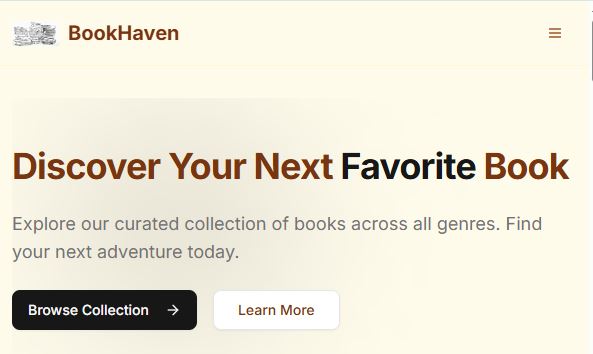 BookHaven
Discover Your Next Favorite Book
Explore our curated collection of books across all genres. Find
your next adventure today.
Browse Collection
Learn More